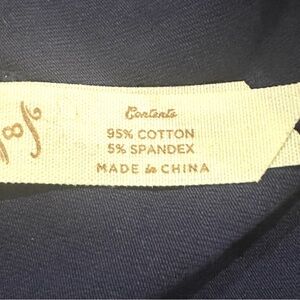 Contents
95% COTTON
5% SPANDEX
MADE in CHINA